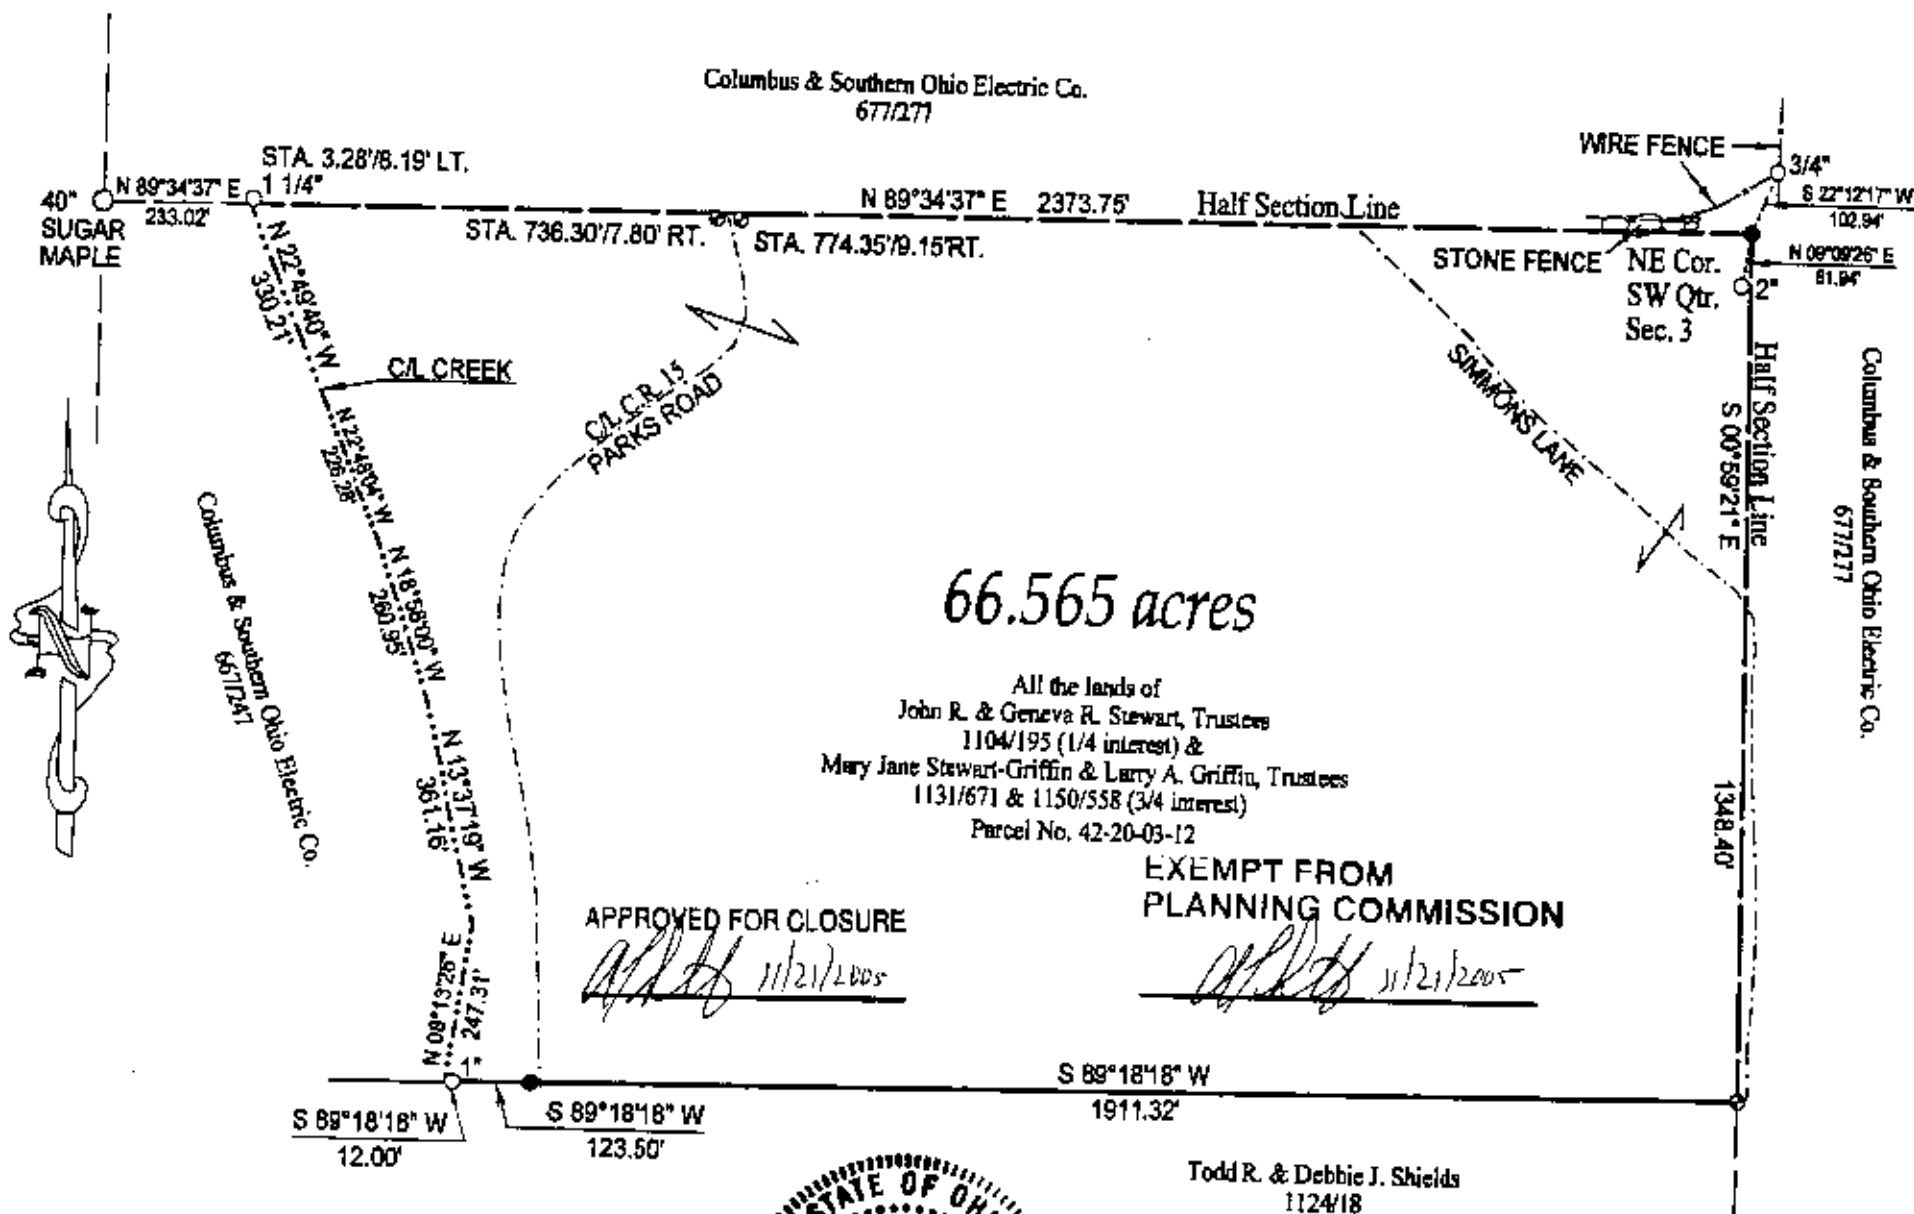 Columbus & Southern Ohio Electric Co.
677/277
STA. 3.28'/8.19' LT.
1 1/4"
40"
SUGAR
MAPLE
N 89°34'37" E
233.02'
N 89°34'37" E 2373.75' Half Section Line
STA. 736.30'/7.80' RT.
STA. 774.35'/9.15'RT.
WIRE FENCE
3/4"
S 22°12'17" W
102.94'
N 09°09'26" E
81.94'
STONE FENCE
NE Cor.
SW Qtr.
Sec. 3
2"
N 22°49'40" W
330.21'
C/L CREEK
N 22°48'04" W
226.28'
N 18°58'00" W
260.95'
N 13°37'19" W
361.16'
N 09°13'26" E
247.31'
C/L C.R. 15
PARKS ROAD
SIMMONS LANE
Half Section Line
S 00°59'21" E
1348.40'
Columbus & Southern Ohio Electric Co.
677/277
Columbus & Southern Ohio Electric Co.
667/247
66.565 acres
All the lands of
John R. & Geneva R. Stewart, Trustees
1104/195 (1/4 interest) &
Mary Jane Stewart-Griffin & Larry A. Griffin, Trustees
1131/671 & 1150/558 (3/4 interest)
Parcel No. 42-20-03-12
APPROVED FOR CLOSURE
11/21/2005
EXEMPT FROM
PLANNING COMMISSION
11/21/2005
1"
S 89°18'18" W
12.00'
S 89°18'18" W
123.50'
S 89°18'18" W
1911.32'
Todd R. & Debbie J. Shields
1124/18
STATE OF